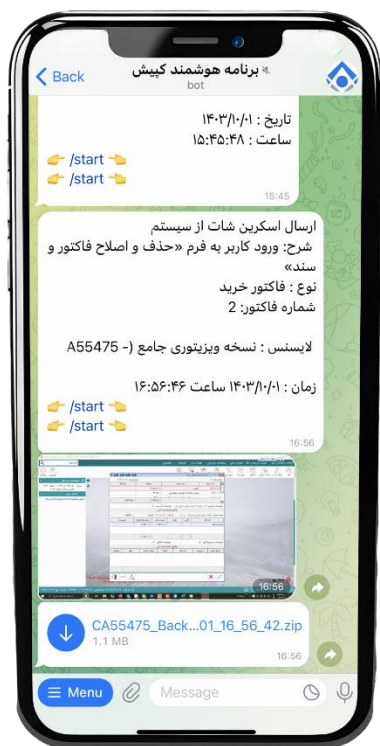 Back
برنامه هوشمند کپیش
bot
تاریخ : ۱۴۰۳/۱۰/۰۱
ساعت : ۱۵:۴۵:۴۸
👉 /start 👈
👉 /start 👈
15:45
ارسال اسکرین شات از سیستم
شرح: ورود کاربر به فرم «حذف و اصلاح فاکتور و
سند»
نوع : فاکتور خرید
شماره فاکتور: 2
لایسنس : نسخه ویزیتوری جامع (- A55475
زمان : ۱۴۰۳/۱۰/۰۱ ساعت ۱۶:۵۶:۴۶
👉 /start 👈
👉 /start 👈
16:56
16:56
CA55475_Back...01_16_56_42.zip
1.1 MB
16:56
Menu
Message